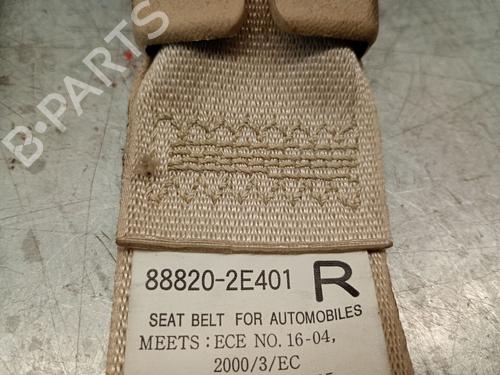 B-PARTS
88820-2E401 R
SEAT BELT FOR AUTOMOBILES
MEETS : ECE NO. 16-04,
2000/3/EC